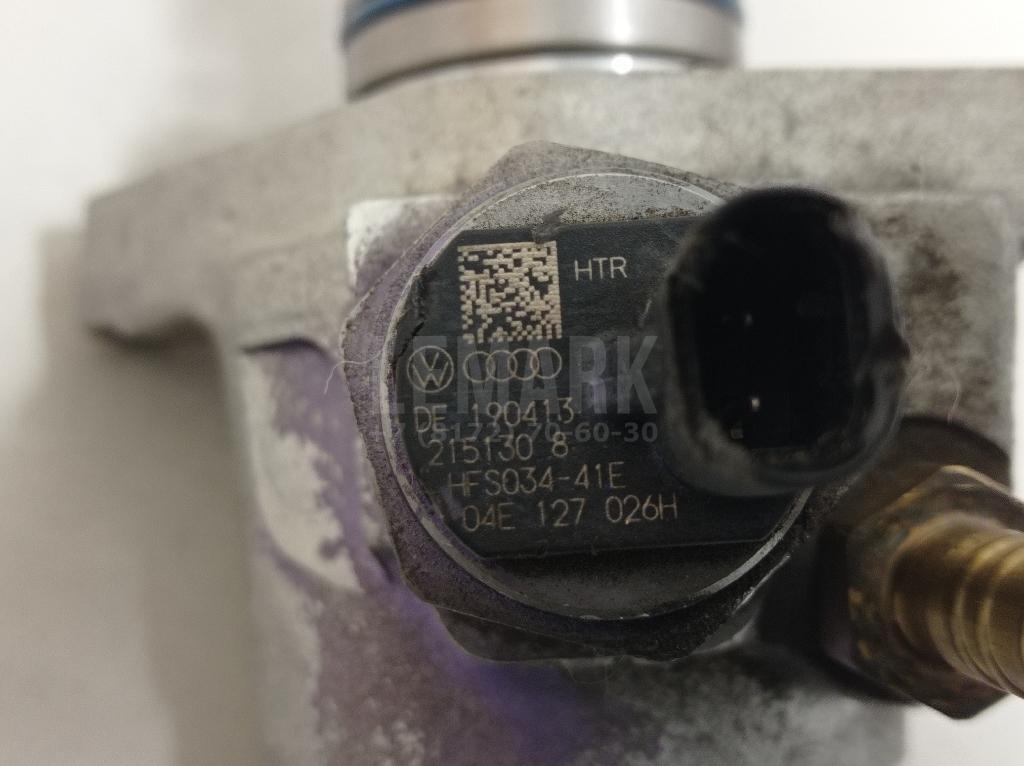 HTR
DE 190413
215130 8
HFS034-41E
04E 127 026H